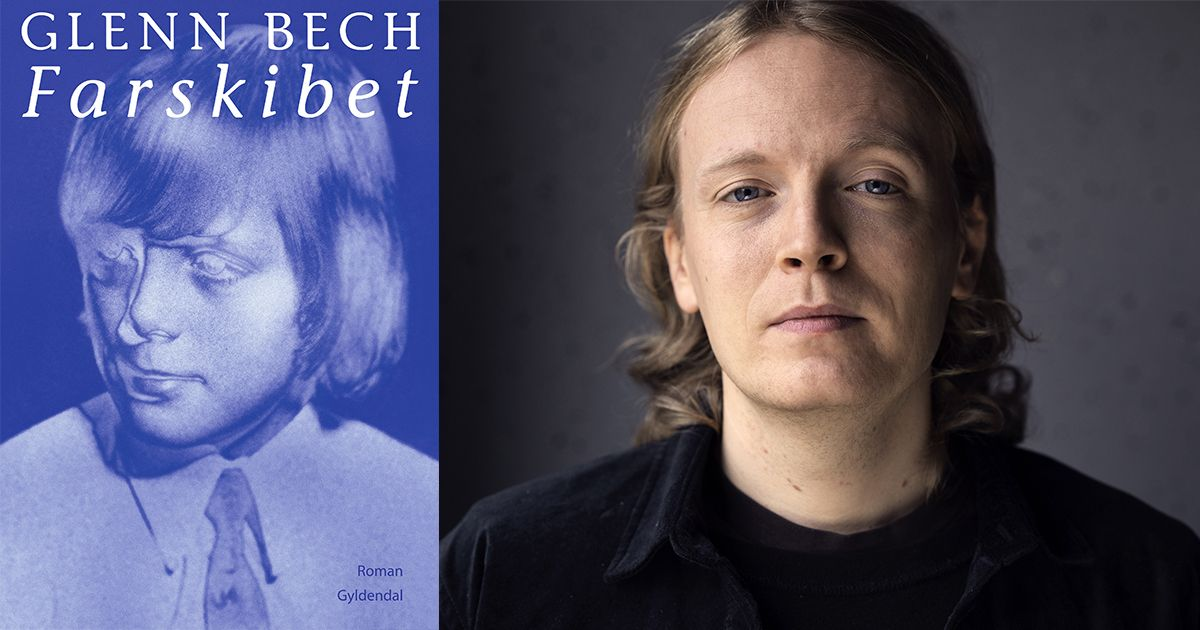 GLENN BECH
Farskibet
Roman
Gyldendal